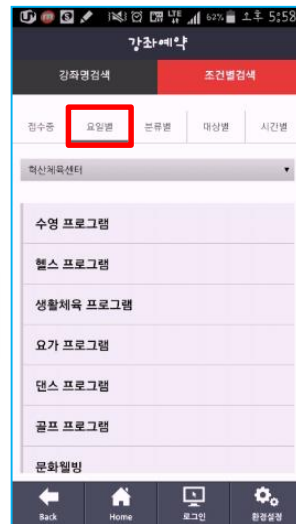 62% 오후 5:58
강좌예약
강좌명검색 조건별검색
접수중 요일별 분류별 대상별 시간별
혁산체육센터
수영 프로그램
헬스 프로그램
생활체육 프로그램
요가 프로그램
댄스 프로그램
골프 프로그램
문화웰빙
Back Home 로그인 환경설정